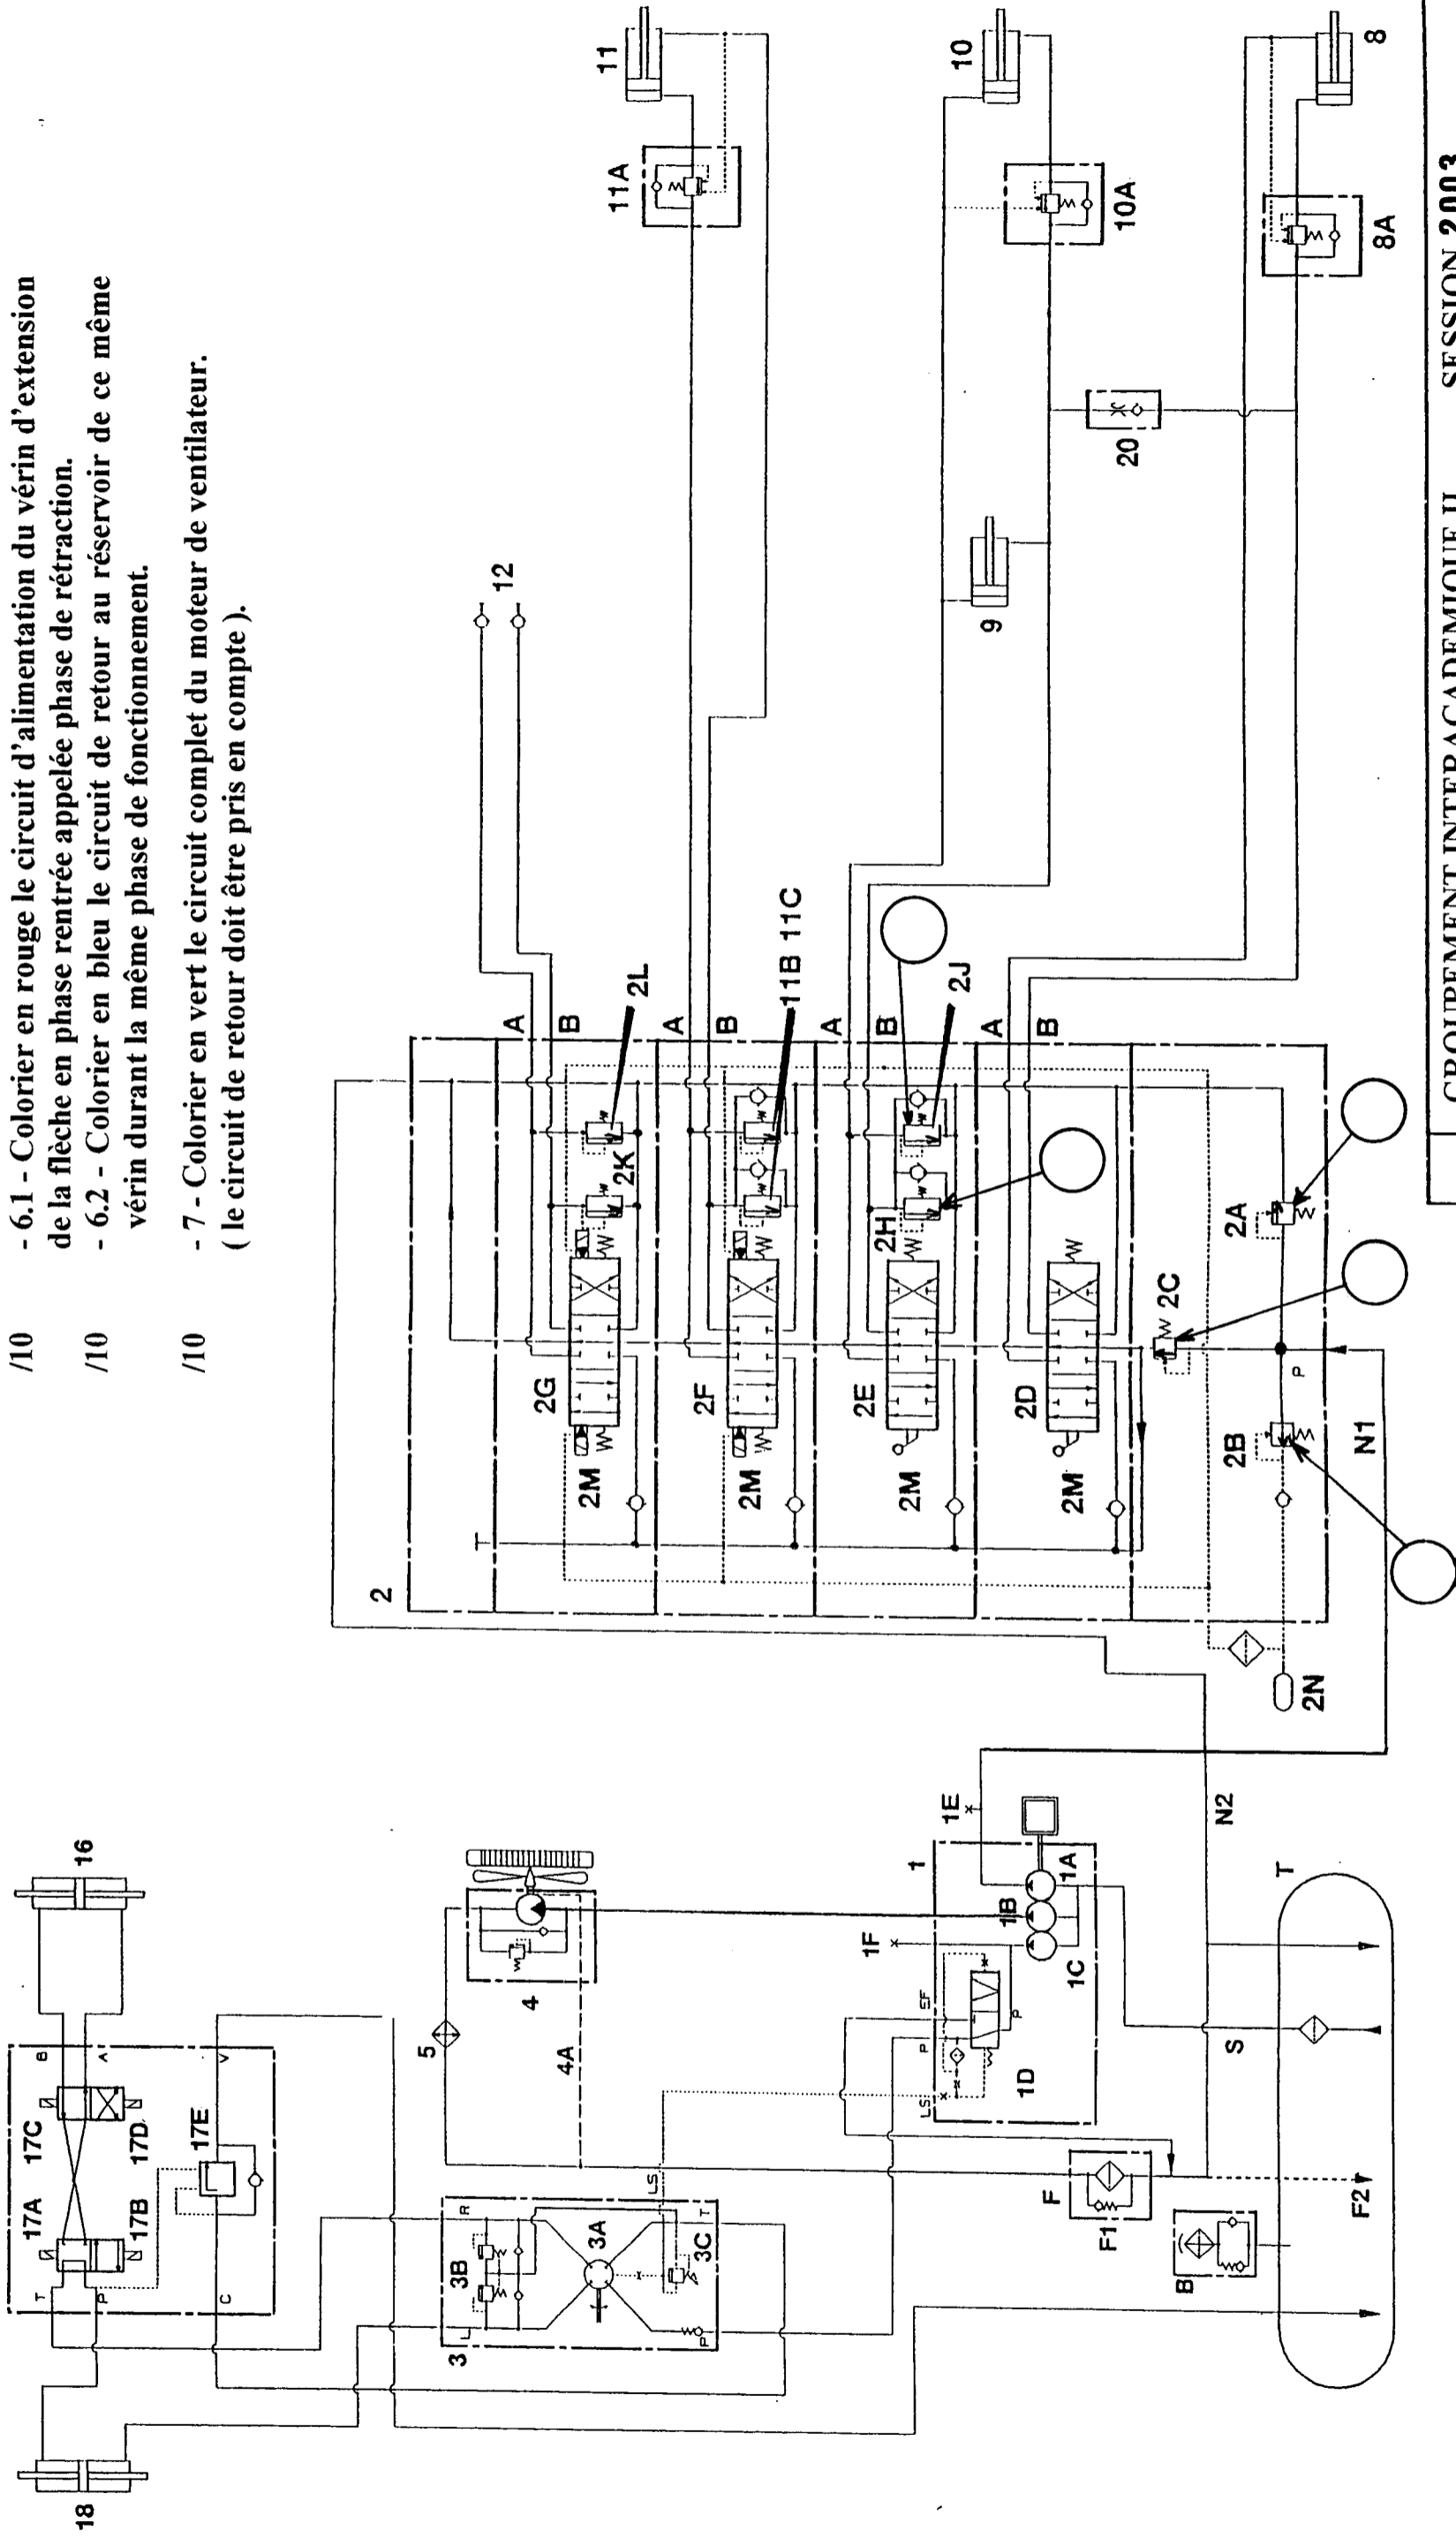 /10 - 6.1 - Colorier en rouge le circuit d'alimentation du vérin d'extension
de la flèche en phase rentrée appelée phase de rétraction.
/10 - 6.2 - Colorier en bleu le circuit de retour au réservoir de ce même
vérin durant la même phase de fonctionnement.
/10 - 7 - Colorier en vert le circuit complet du moteur de ventilateur.
( le circuit de retour doit être pris en compte ).
18
16
17A
17C
17B
17D
17E
T
P
C
B
A
V
3
3B
3A
3C
L
R
P
T
LS
5
4
4A
1
1A
1B
1C
1D
1E
1F
LS
P
EF
P
F
F1
F2
B
S
T
N2
N1
2
2N
2G
2M
2K
2L
A
B
2F
2M
11B 11C
A
B
2E
2M
2H
2J
A
B
2D
2M
A
B
2C
2B
2A
P
12
11
11A
10
10A
9
20
8
8A
GROUPEMENT INTERACADEMIQUE II SESSION 2003